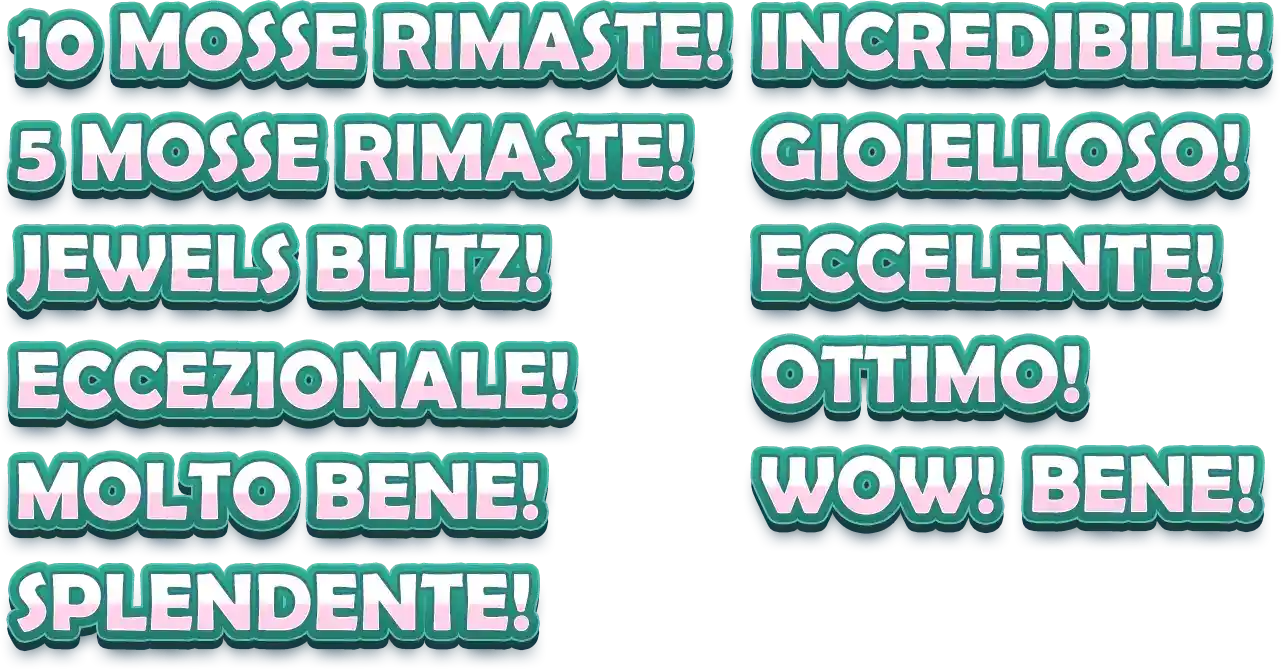 10 MOSSE RIMASTE!
5 MOSSE RIMASTE!
JEWELS BLITZ!
ECCEZIONALE!
MOLTO BENE!
SPLENDENTE!
INCREDIBILE!
GIOIELLOSO!
ECCELENTE!
OTTIMO!
WOW! BENE!